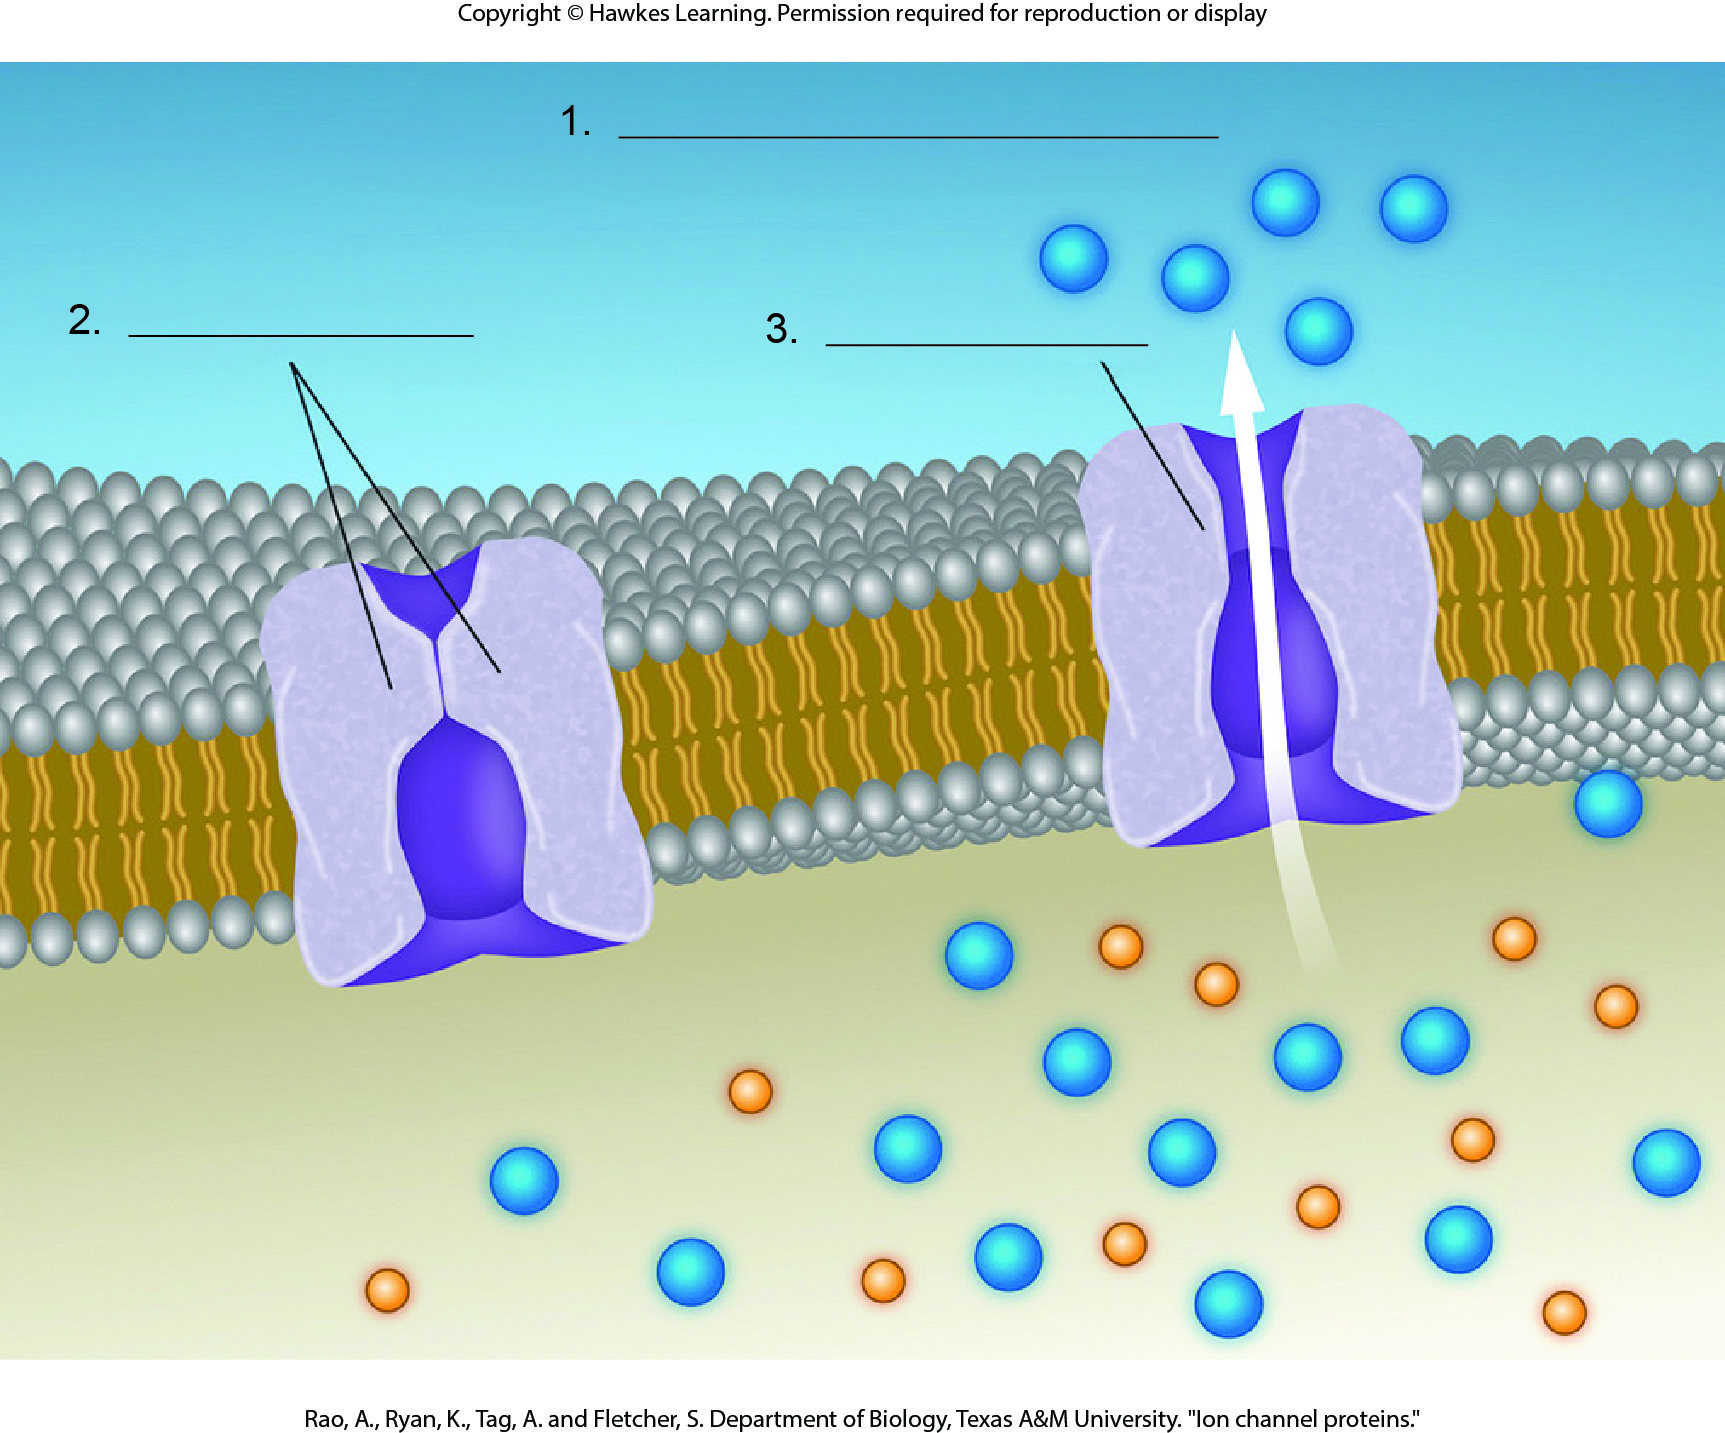 Copyright © Hawkes Learning. Permission required for reproduction or display
1.
2.
3.
Rao, A., Ryan, K., Tag, A. and Fletcher, S. Department of Biology, Texas A&M University. "Ion channel proteins."